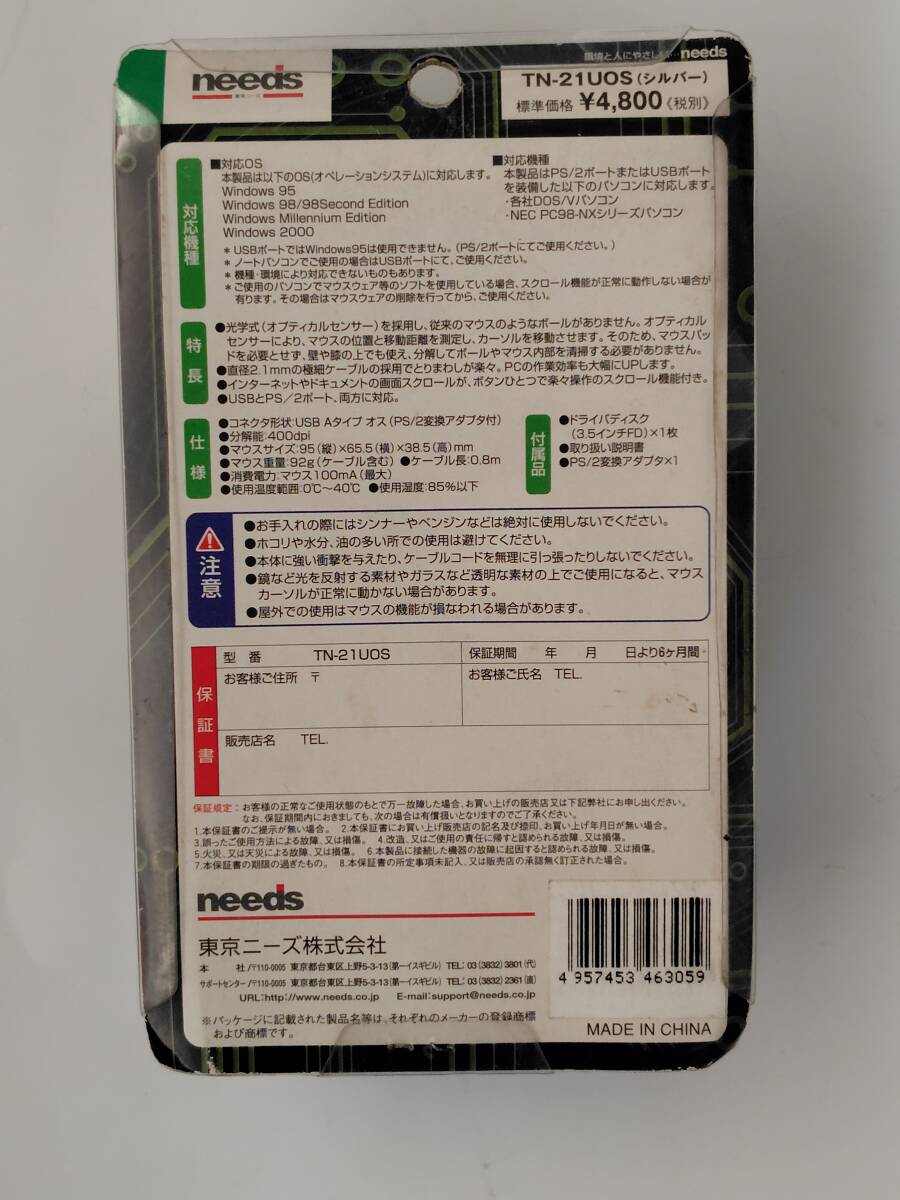 needs
東京ニーズ
環境と人にやさしい…needs
TN-21UOS(シルバー)
標準価格 ¥4,800《税別》
対応機種
■対応OS
本製品は以下のOS(オペレーションシステム)に対応します。
Windows 95
Windows 98/98Second Edition
Windows Millennium Edition
Windows 2000
■対応機種
本製品はPS/2ポートまたはUSBポート
を装備した以下のパソコンに対応します。
・各社DOS/Vパソコン
・NEC PC98-NXシリーズパソコン
* USBポートではWindows95は使用できません。(PS/2ポートにてご使用ください。)
* ノートパソコンでご使用の場合はUSBポートにて、ご使用ください。
* 機種・環境により対応できないものもあります。
* ご使用のパソコンでマウスウェア等のソフトを使用している場合、スクロール機能が正常に動作しない場合が
有ります。その場合はマウスウェアの削除を行ってから、ご使用ください。
特長
●光学式(オプティカルセンサー)を採用し、従来のマウスのようなボールがありません。オプティカル
センサーにより、マウスの位置と移動距離を測定し、カーソルを移動させます。そのため、マウスパッ
ドを必要とせず、壁や膝の上でも使え、分解してボールやマウス内部を清掃する必要がありません。
●直径2.1mmの極細ケーブルの採用でとりまわしが楽々。PCの作業効率も大幅にUPします。
●インターネットやドキュメントの画面スクロールが、ボタンひとつで楽々操作のスクロール機能付き。
●USBとPS/2ポート、両方に対応。
仕様
●コネクタ形状:USB Aタイプ オス(PS/2変換アダプタ付)
●分解能:400dpi
●マウスサイズ:95(縦)×65.5(横)×38.5(高)mm
●マウス重量:92g(ケーブル含む) ●ケーブル長:0.8m
●消費電力:マウス100mA(最大)
●使用温度範囲:0℃〜40℃ ●使用湿度:85%以下
付属品
●ドライバディスク
(3.5インチFD)×1枚
●取り扱い説明書
●PS/2変換アダプタ×1
注意
●お手入れの際にはシンナーやベンジンなどは絶対に使用しないでください。
●ホコリや水分、油の多い所での使用は避けてください。
●本体に強い衝撃を与えたり、ケーブルコードを無理に引っ張ったりしないでください。
●鏡など光を反射する素材やガラスなど透明な素材の上でご使用になると、マウス
カーソルが正常に動かない場合があります。
●屋外での使用はマウスの機能が損なわれる場合があります。
保証書
型 番 TN-21UOS
保証期間 年 月 日より6ヶ月間
お客様ご住所 〒
お客様ご氏名 TEL.
販売店名 TEL.
保証規定:お客様の正常なご使用状態のもとで万一故障した場合、お買い上げの販売店又は下記弊社にお申し出ください。
なお、保証期間内におきましても、次の場合は有償扱いとなりますのでご了承ください。
1.本保証書のご提示が無い場合。 2.本保証書にお買い上げ販売店の記名及び捺印、お買い上げ年月日が無い場合。
3.誤ったご使用方法による故障、又は損傷。 4.改造、又はご使用の責任に帰すと認められる故障、又は損傷。
5.火災、又は天災による故障、又は損傷。 6.本製品に接続した機器の故障に起因すると認められる故障、又は損傷。
7.本保証書の期限の過ぎたもの。 8.本保証書の所定事項未記入、又は販売店の承認無く訂正された場合。
needs
東京ニーズ株式会社
本 社/〒110-0005 東京都台東区上野5-3-13(第一イスギビル) TEL: 03(3832)3801(代)
サポートセンター/〒110-0005 東京都台東区上野5-3-13(第一イスギビル) TEL: 03(3832)2361(直)
URL:http://www.needs.co.jp E-mail:support@needs.co.jp
※パッケージに記載された製品名等は、それぞれのメーカーの登録商標
および商標です。
4 957453 463059
MADE IN CHINA